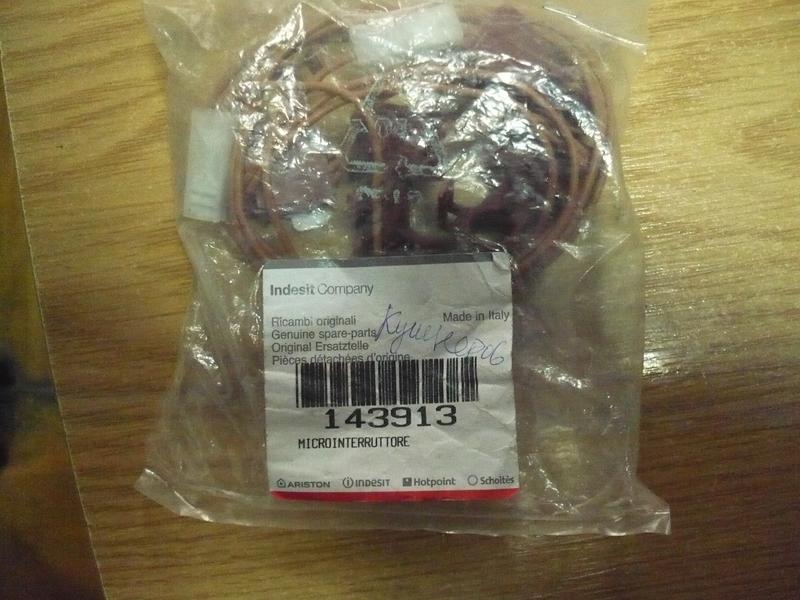 Indesit Company
Made in Italy
Ricambi originali
Genuine spare-parts
Original Ersatzteile
Pièces détachées d'origine
143913
MICROINTERRUTTORE
ARISTON INDESIT Hotpoint Scholtès